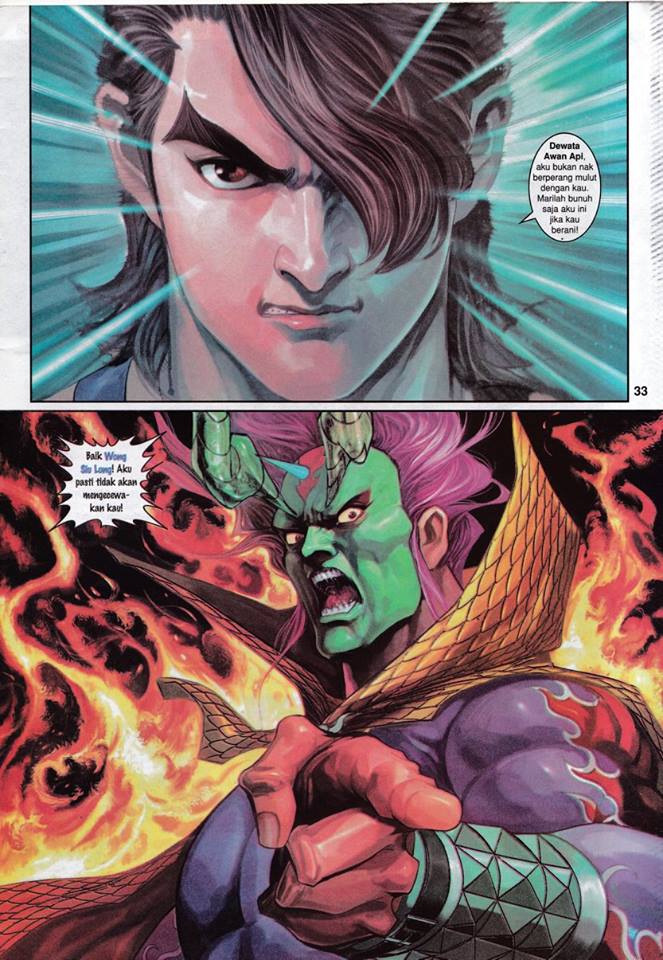 Dewata
Awan Api,
aku bukan nak
berperang mulut
dengan kau.
Marilah bunuh
saja aku ini
jika kau
berani!
33
Baik Wong
Siu Long! Aku
pasti tidak akan
mengecewa-
kan kau!